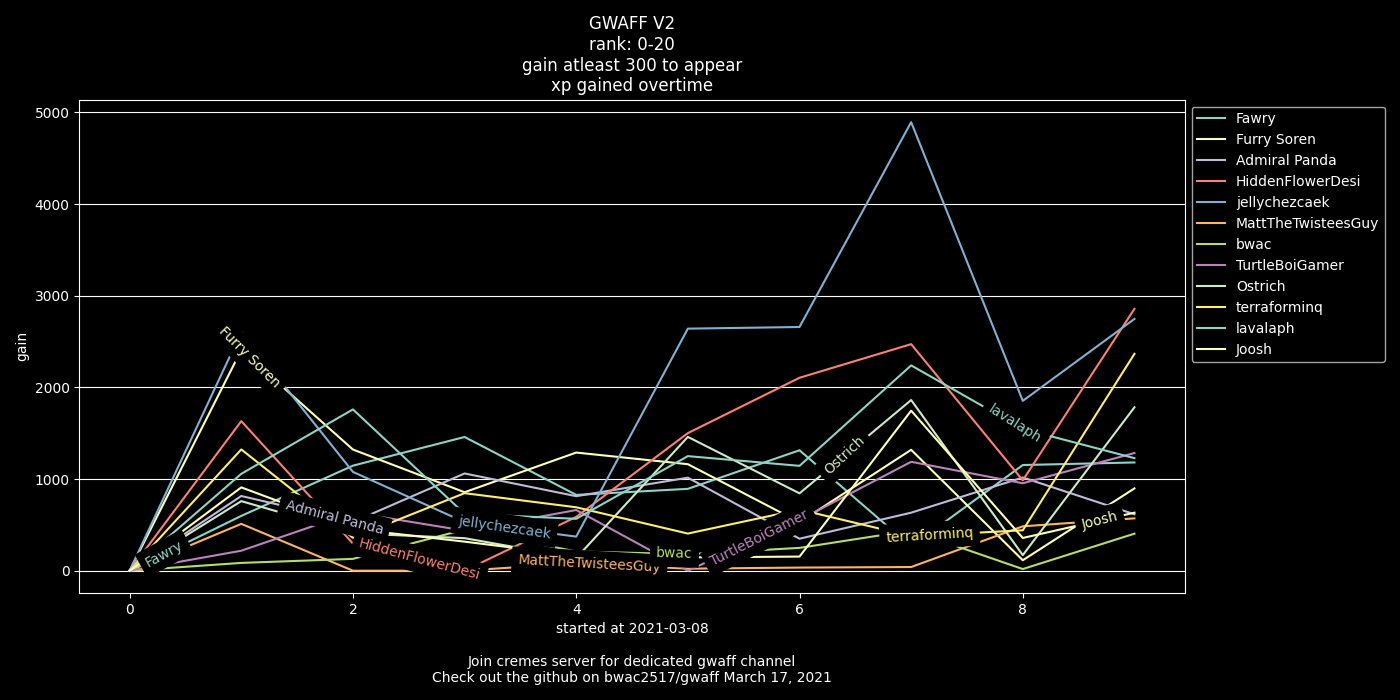 GWAFF V2
rank: 0-20
gain atleast 300 to appear
xp gained overtime
5000
4000
3000
2000
1000
0
gain
0
2
4
6
8
started at 2021-03-08
Join cremes server for dedicated gwaff channel
Check out the github on bwac2517/gwaff March 17, 2021
Fawry
Furry Soren
Admiral Panda
HiddenFlowerDesi
jellychezcaek
MattTheTwisteesGuy
bwac
TurtleBoiGamer
Ostrich
terraforminq
lavalaph
Joosh
Fawry
Furry Soren
Admiral Panda
HiddenFlowerDesi
jellychezcaek
MattTheTwisteesGuy
bwac
TurtleBoiGamer
Ostrich
terraforminq
lavalaph
Joosh